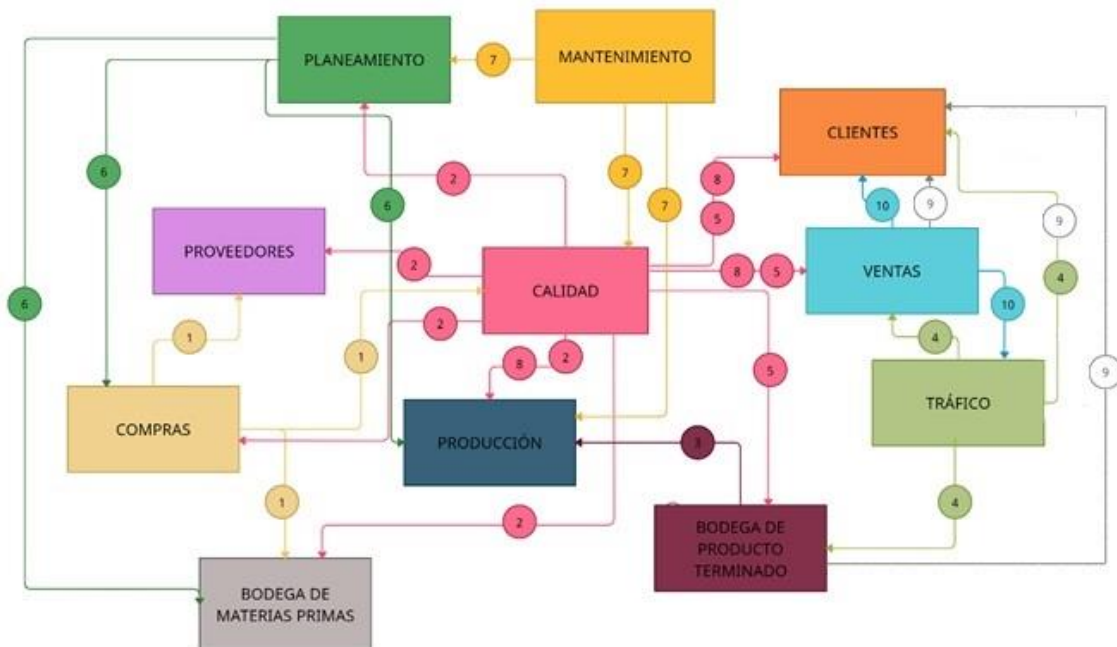 PLANEAMIENTO
7
MANTENIMIENTO
CLIENTES
6
2
7
8
10
9
9
6
7
5
PROVEEDORES
2
CALIDAD
8
5
VENTAS
4
6
1
2
1
8
2
5
4
10
9
COMPRAS
PRODUCCIÓN
3
TRÁFICO
1
2
4
BODEGA DE
PRODUCTO
TERMINADO
BODEGA DE
MATERIAS PRIMAS